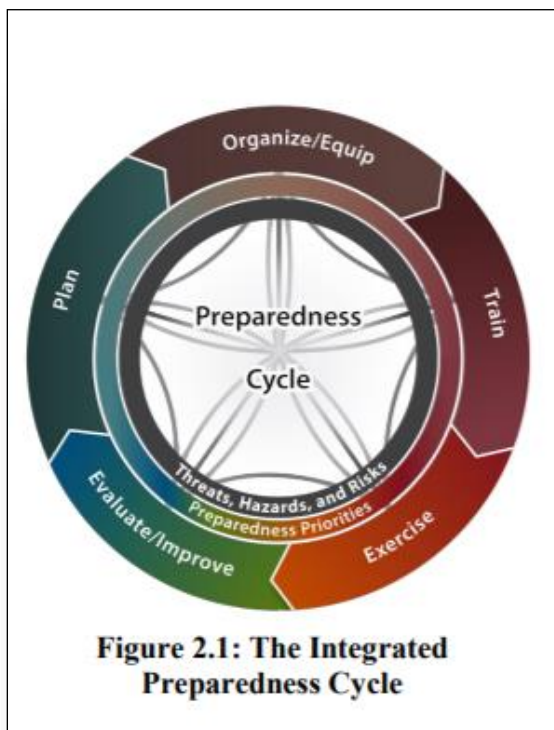 Organize/Equip
Plan
Train
Preparedness
Cycle
Threats, Hazards, and Risks
Preparedness Priorities
Evaluate/Improve
Exercise
Figure 2.1: The Integrated
Preparedness Cycle